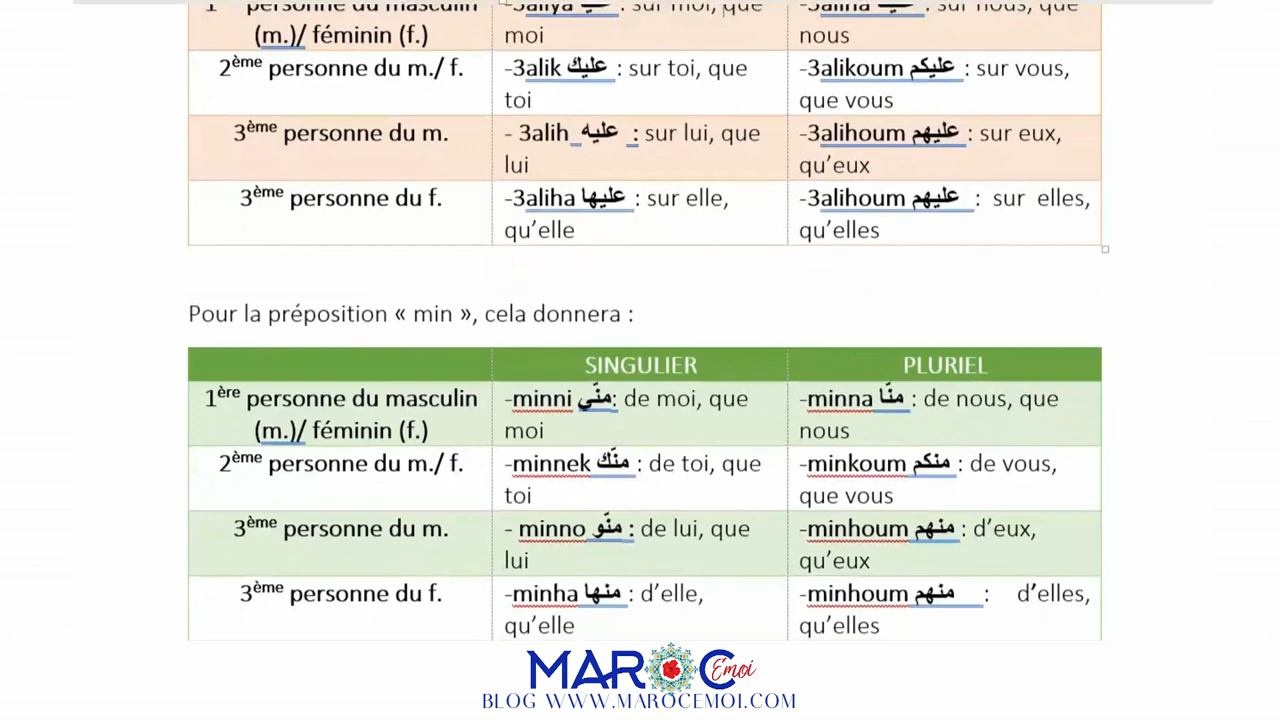 1 personne du masculin
(m.)/ féminin (f.)
-3aliya : sur moi, que
moi
: sur nous, que
nous
2ème personne du m./ f.
-3alik عليك : sur toi, que
toi
-3alikoum عليكم : sur vous,
que vous
3ème personne du m.
- 3alih عليه : sur lui, que
lui
-3alihoum عليهم : sur eux,
qu’eux
3ème personne du f.
-3aliha عليها : sur elle,
qu’elle
-3alihoum عليهم : sur elles,
qu’elles
Pour la préposition « min », cela donnera :
SINGULIER
PLURIEL
1ère personne du masculin
(m.)/ féminin (f.)
-minni منّي: de moi, que
moi
-minna منّا : de nous, que
nous
2ème personne du m./ f.
-minnek منّك : de toi, que
toi
-minkoum منكم : de vous,
que vous
3ème personne du m.
- minno منّو : de lui, que
lui
-minhoum منهم : d’eux,
qu’eux
3ème personne du f.
-minha منها : d’elle,
qu’elle
-minhoum منهم : d’elles,
qu’elles
MAROC Emoi
BLOG WWW.MAROCEMOI.COM